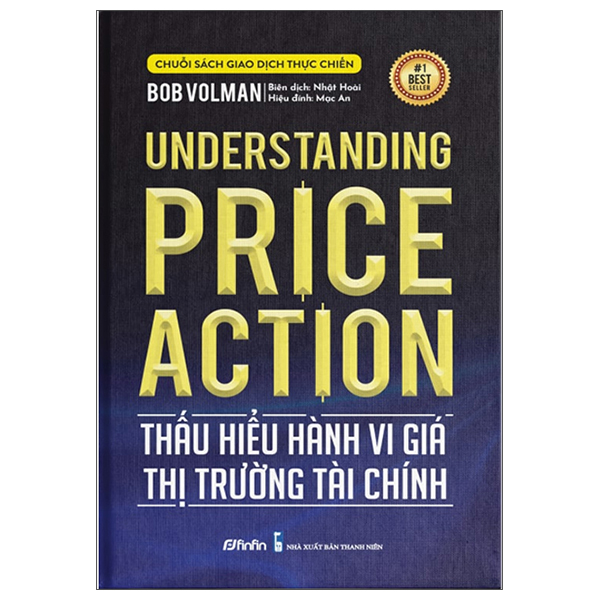 CHUỖI SÁCH GIAO DỊCH THỰC CHIẾN
BOB VOLMAN
Biên dịch: Nhật Hoài
Hiệu đính: Mạc An
#1
BEST
SELLER
UNDERSTANDING
PRICE
ACTION
THẤU HIỂU HÀNH VI GIÁ
THỊ TRƯỜNG TÀI CHÍNH
finfin
NHÀ XUẤT BẢN THANH NIÊN